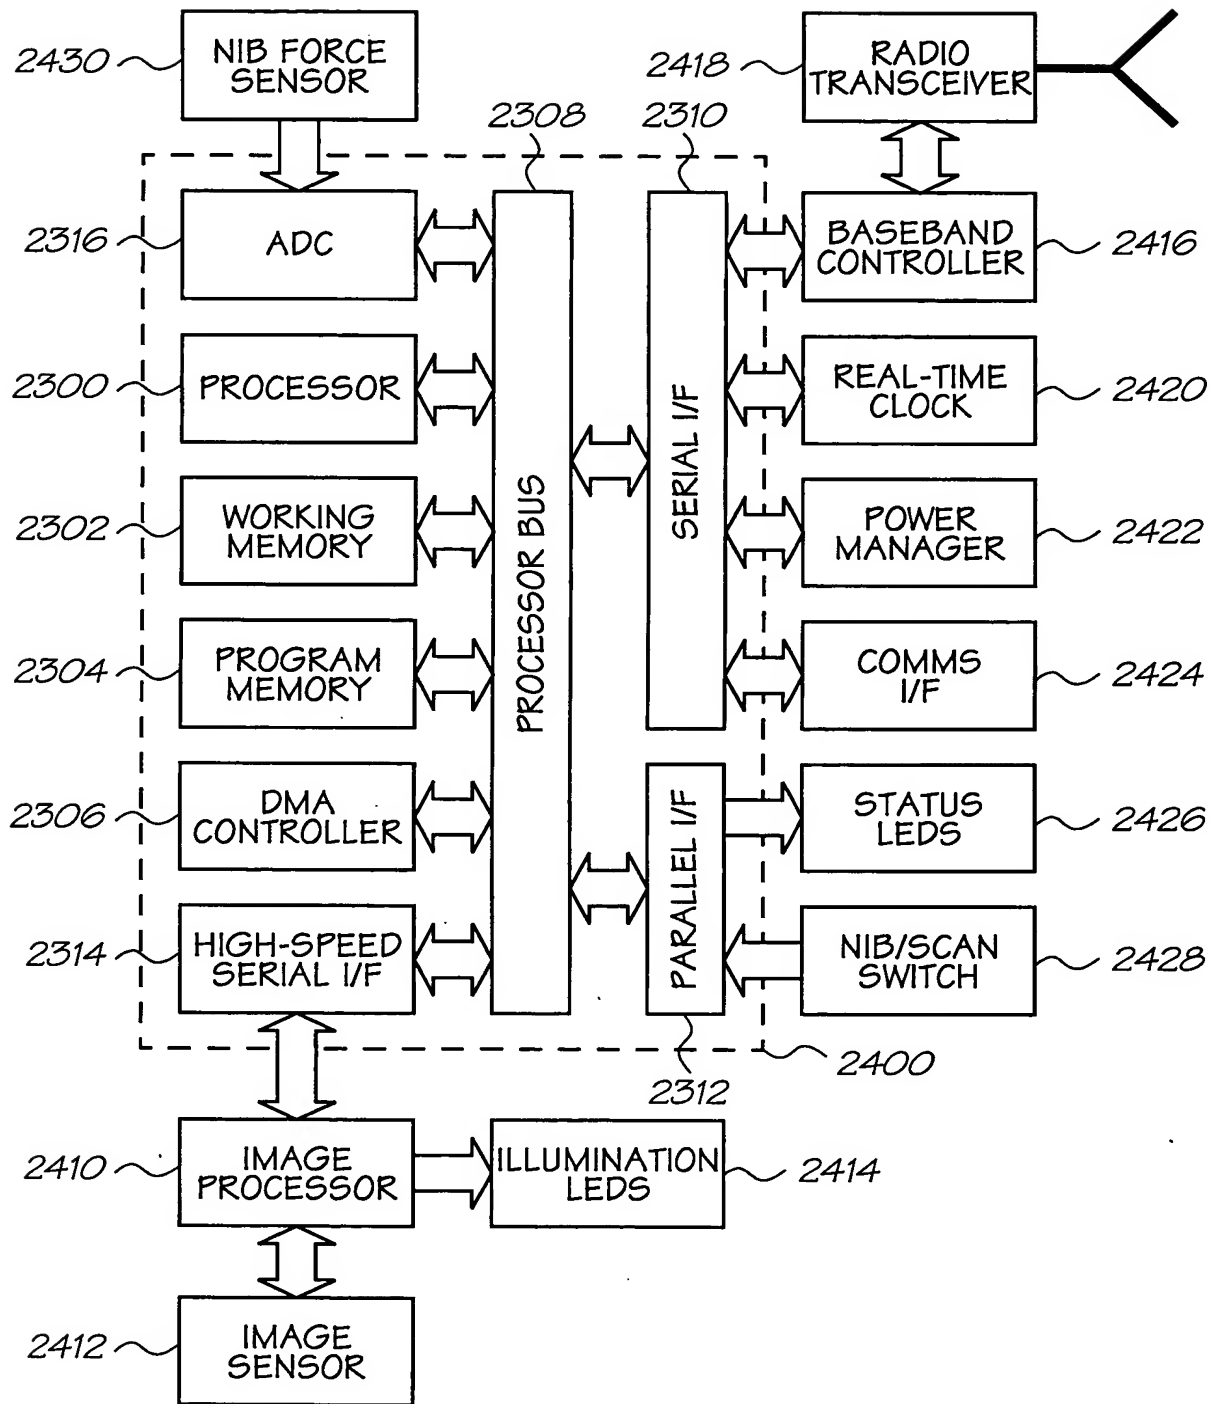 2430
NIB FORCE
SENSOR
2418
RADIO
TRANSCEIVER
2308
2310
2316
ADC
BASEBAND
CONTROLLER
2416
2300
PROCESSOR
REAL-TIME
CLOCK
2420
2302
WORKING
MEMORY
PROCESSOR BUS
SERIAL I/F
POWER
MANAGER
2422
2304
PROGRAM
MEMORY
COMMS
I/F
2424
2306
DMA
CONTROLLER
PARALLEL I/F
STATUS
LEDS
2426
2314
HIGH-SPEED
SERIAL I/F
NIB/SCAN
SWITCH
2428
2400
2312
2410
IMAGE
PROCESSOR
ILLUMINATION
LEDS
2414
2412
IMAGE
SENSOR